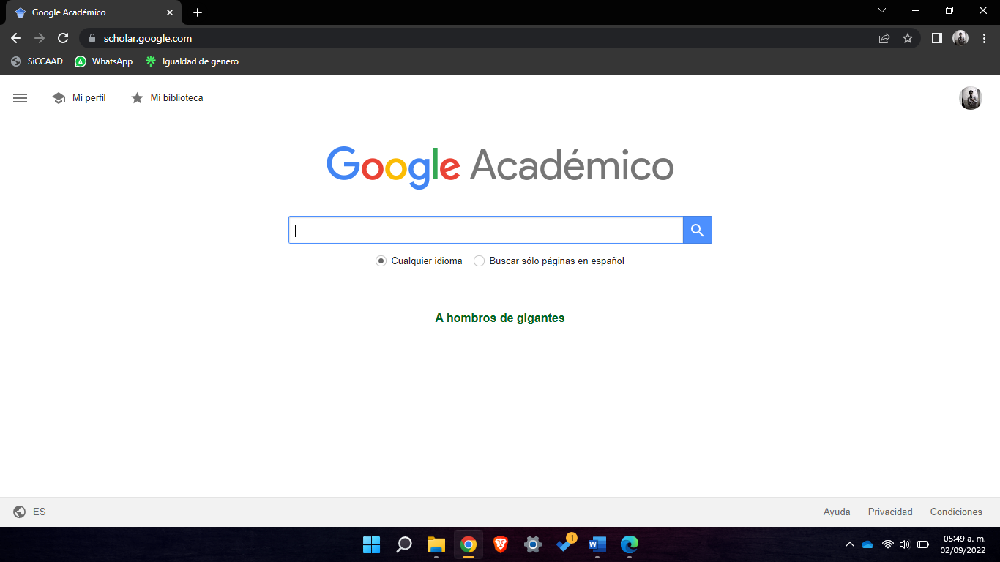 Google Académico
scholar.google.com
SiCCAAD
4
WhatsApp
Igualdad de genero
Mi perfil
Mi biblioteca
Google Académico
Cualquier idioma
Buscar sólo páginas en español
A hombros de gigantes
ES
Ayuda
Privacidad
Condiciones
1
W
05:49 a. m.
02/09/2022